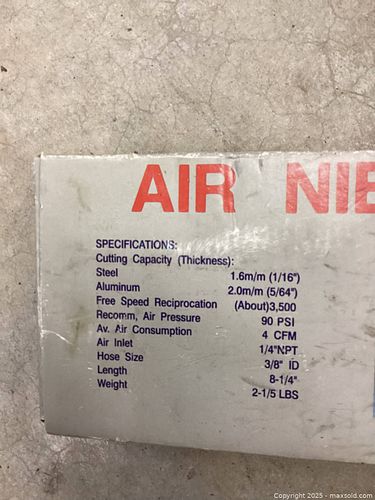 AIR NIB
SPECIFICATIONS:
Cutting Capacity (Thickness):
Steel 1.6m/m (1/16")
Aluminum 2.0m/m (5/64")
Free Speed Reciprocation (About)3,500
Recomm, Air Pressure 90 PSI
Av. Air Consumption 4 CFM
Air Inlet 1/4"NPT
Hose Size 3/8" ID
Length 8-1/4"
Weight 2-1/5 LBS
Copyright 2025 - maxsold.com